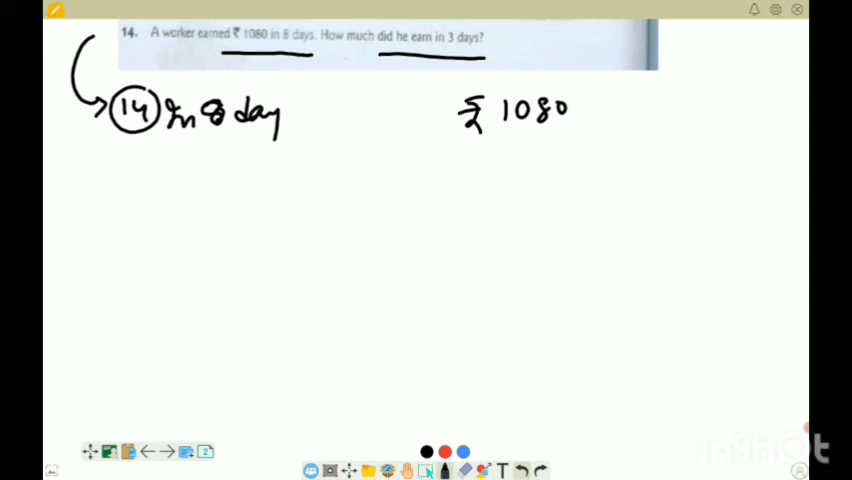 14. A worker earned ₹ 1080 in 8 days. How much did he earn in 3 days?
14 In 8 day ₹ 1080
2
T
InShot